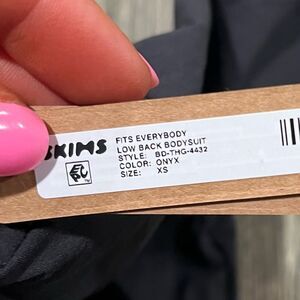 SKIMS
FITS EVERYBODY
LOW BACK BODYSUIT
STYLE: BD-THG-4432
COLOR: ONYX
SIZE: XS